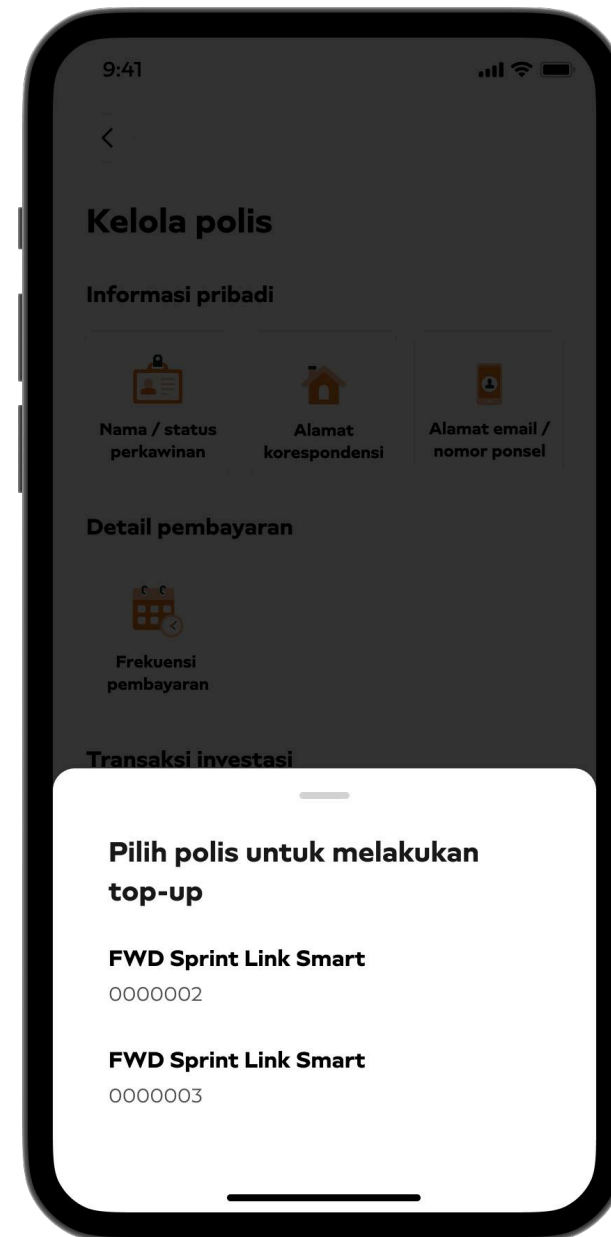 9:41
Kelola polis
Informasi pribadi
Nama / status
perkawinan
Alamat
korespondensi
Alamat email /
nomor ponsel
Detail pembayaran
Frekuensi
pembayaran
Transaksi investasi
Pilih polis untuk melakukan
top-up
FWD Sprint Link Smart
0000002
FWD Sprint Link Smart
0000003